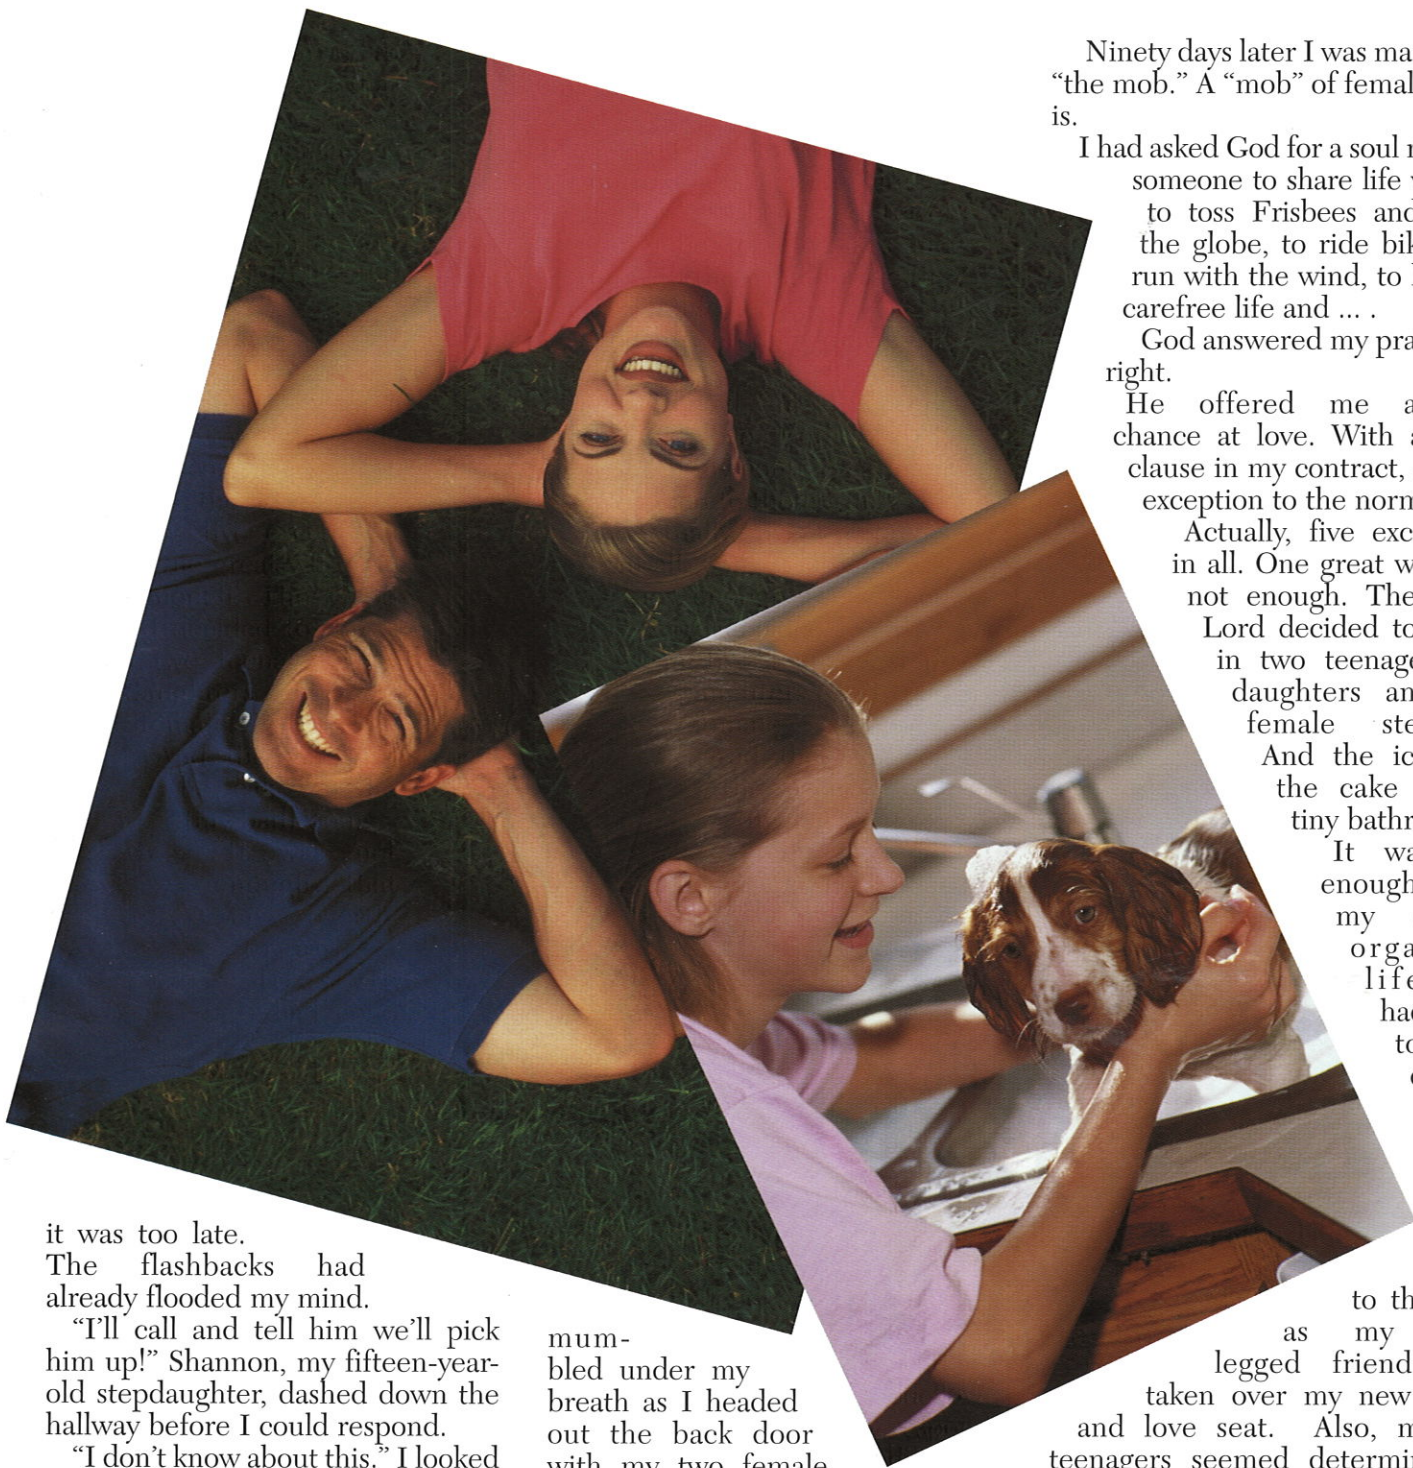 it was too late.
The flashbacks had
already flooded my mind.
“I’ll call and tell him we’ll pick
him up!” Shannon, my fifteen-year-
old stepdaughter, dashed down the
hallway before I could respond.
“I don’t know about this.” I looked
mum-
bled under my
breath as I headed
out the back door
with my two female
Ninety days later I was ma
“the mob.” A “mob” of femal
is.
I had asked God for a soul
someone to share life
to toss Frisbees and
the globe, to ride bik
run with the wind, to
carefree life and ... .
God answered my pra
right.
He offered me a
chance at love. With a
clause in my contract,
exception to the norm
Actually, five exc
in all. One great w
not enough. The
Lord decided to
in two teenage
daughters an
female ste
And the ic
the cake
tiny bathr
It wa
enough
my
orga
life
had
to
to th
as my
legged friend
taken over my new
and love seat. Also, m
teenagers seemed determin